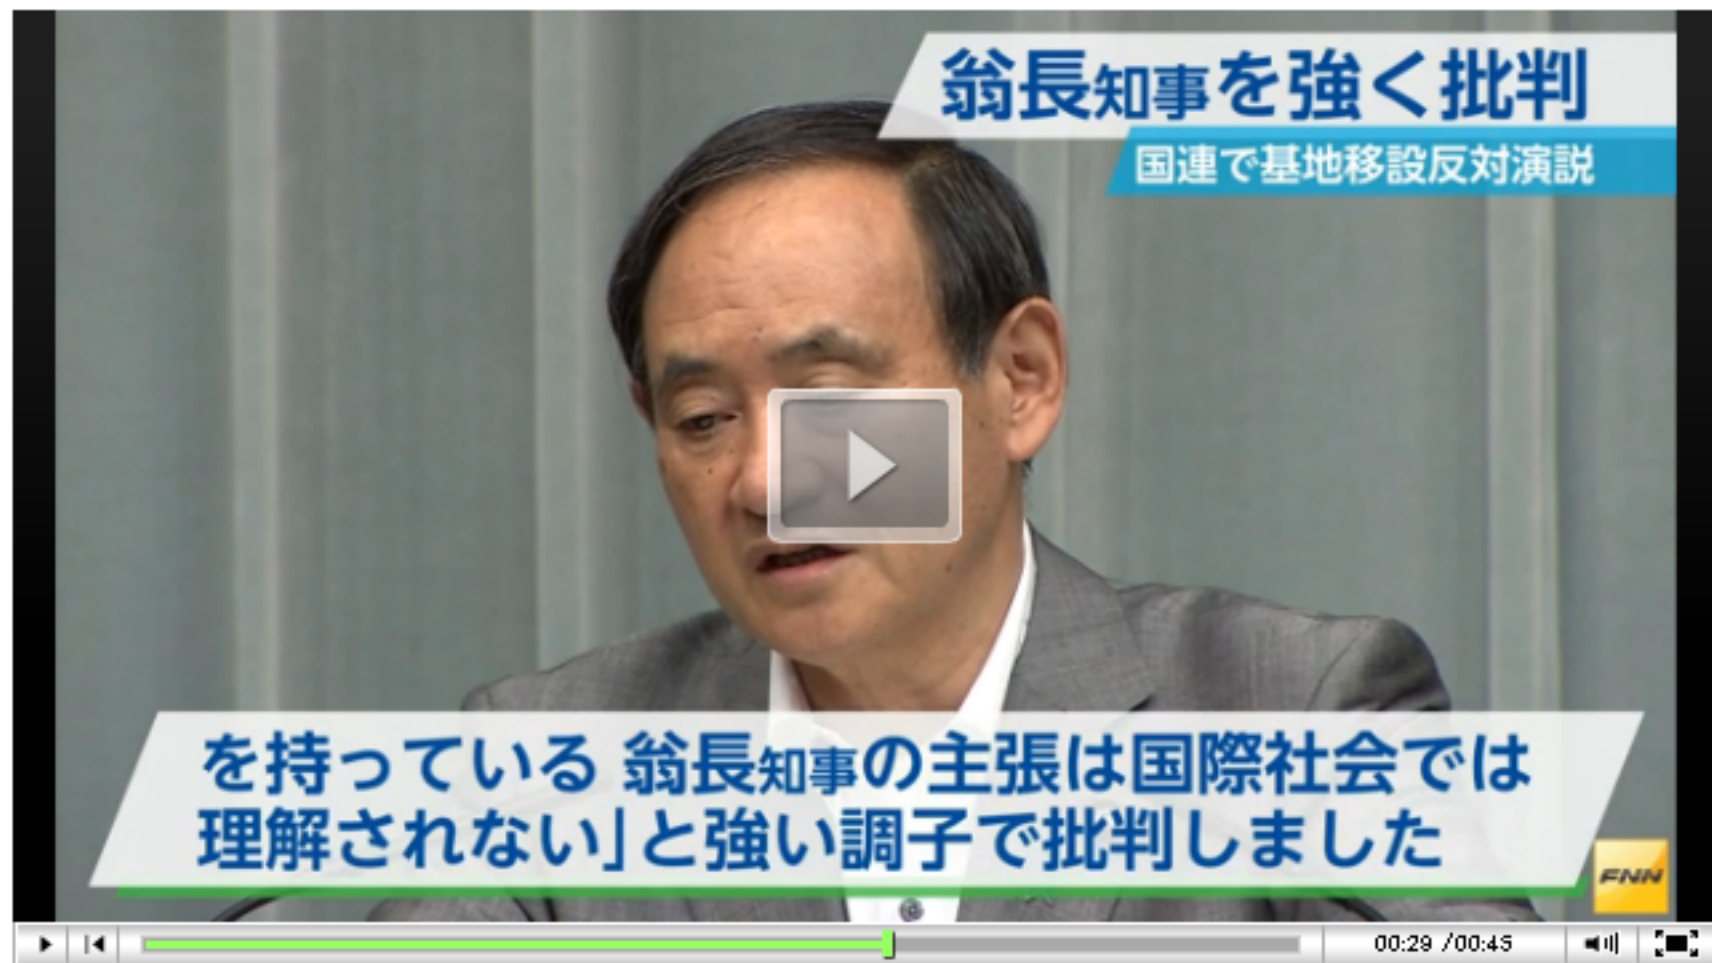 翁長知事を強く批判
国連で基地移設反対演説
を持っている 翁長知事の主張は国際社会では
理解されない」と強い調子で批判しました
FNN
00:29 /00:45